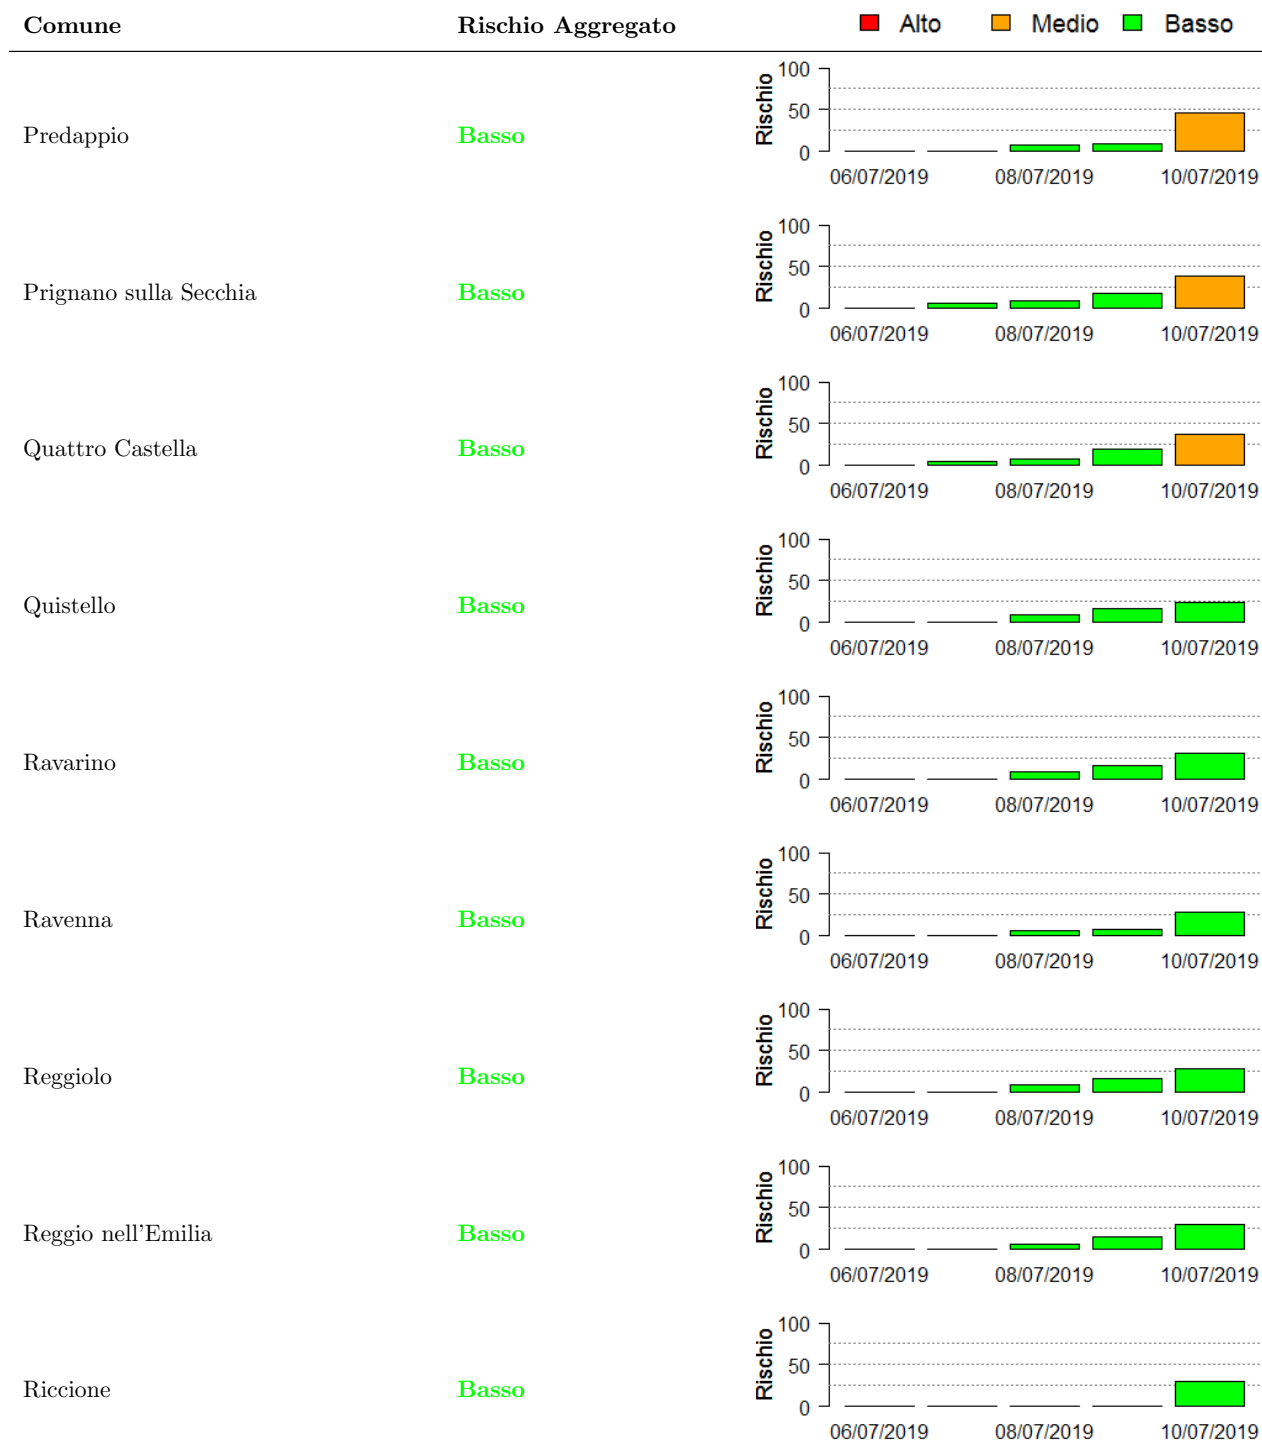 Comune Rischio Aggregato Alto Medio Basso
Predappio Basso
Rischio
100
50
0
06/07/2019 08/07/2019 10/07/2019
Prignano sulla Secchia Basso
Rischio
100
50
0
06/07/2019 08/07/2019 10/07/2019
Quattro Castella Basso
Rischio
100
50
0
06/07/2019 08/07/2019 10/07/2019
Quistello Basso
Rischio
100
50
0
06/07/2019 08/07/2019 10/07/2019
Ravarino Basso
Rischio
100
50
0
06/07/2019 08/07/2019 10/07/2019
Ravenna Basso
Rischio
100
50
0
06/07/2019 08/07/2019 10/07/2019
Reggiolo Basso
Rischio
100
50
0
06/07/2019 08/07/2019 10/07/2019
Reggio nell'Emilia Basso
Rischio
100
50
0
06/07/2019 08/07/2019 10/07/2019
Riccione Basso
Rischio
100
50
0
06/07/2019 08/07/2019 10/07/2019